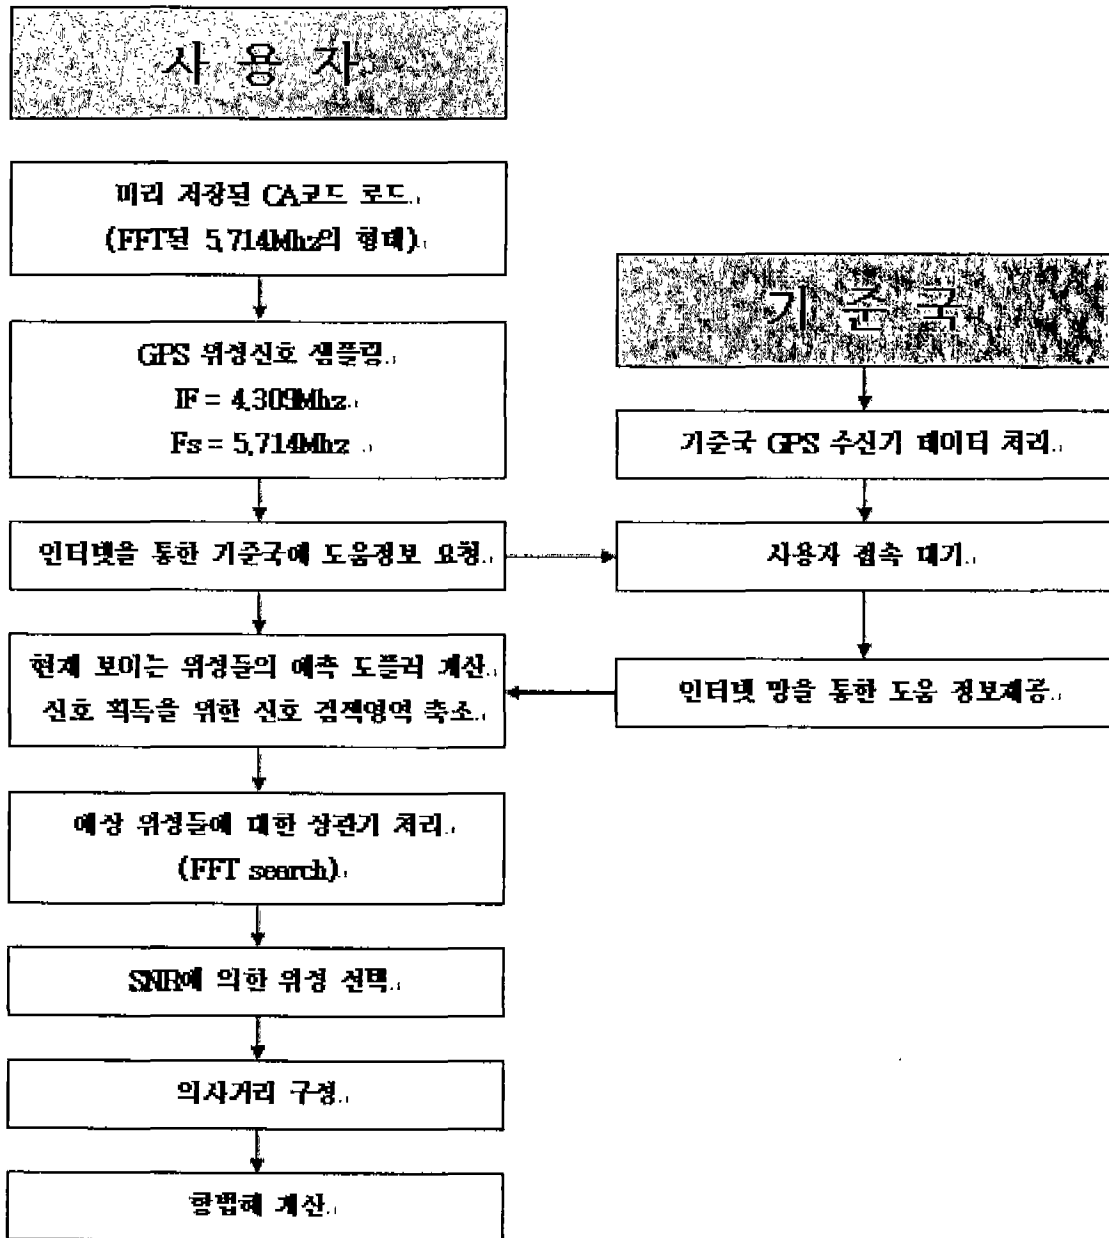 사용자
미리 저장된 CA코드 로드
(FFT된 5.714Mhz의 형태)
GPS 위성신호 샘플링
IF = 4.309Mhz
Fs = 5.714Mhz
인터넷을 통한 기준국에 도움정보 요청
현재 보이는 위성들의 예측 도플러 계산
신호 획득을 위한 신호 검색영역 축소
예상 위성들에 대한 상관기 처리
(FFT search)
SNR에 의한 위성 선택
의사거리 구성
항법해 계산
기준국
기준국 GPS 수신기 데이터 처리
사용자 접속 대기
인터넷 망을 통한 도움 정보제공